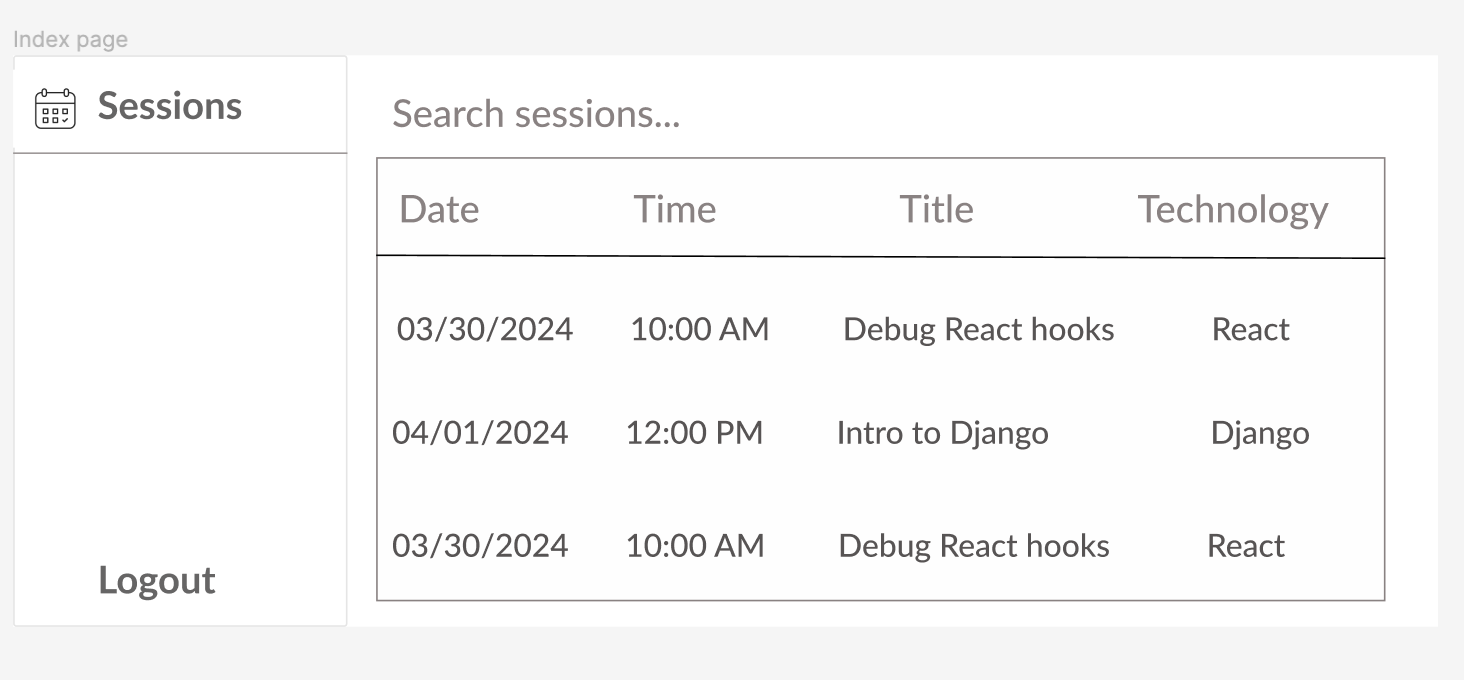 Index page
Sessions
Search sessions...
Date Time Title Technology
03/30/2024 10:00 AM Debug React hooks React
04/01/2024 12:00 PM Intro to Django Django
03/30/2024 10:00 AM Debug React hooks React
Logout